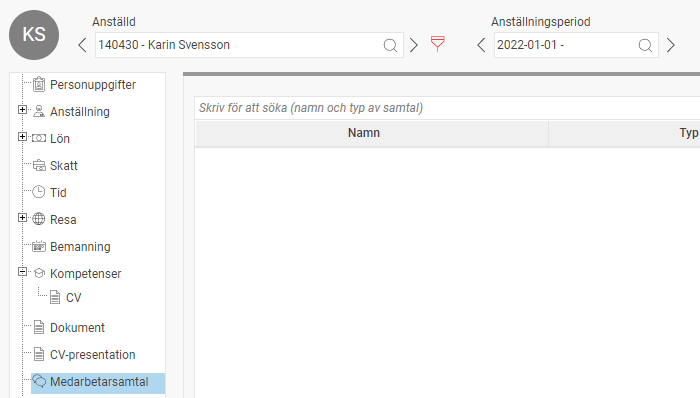 KS
Anställd
Anställningsperiod
140430 - Karin Svensson
2022-01-01 -
Personuppgifter
Anställning
Lön
Skatt
Tid
Resa
Bemanning
Kompetenser
CV
Dokument
CV-presentation
Medarbetarsamtal
Skriv för att söka (namn och typ av samtal)
Namn
Typ